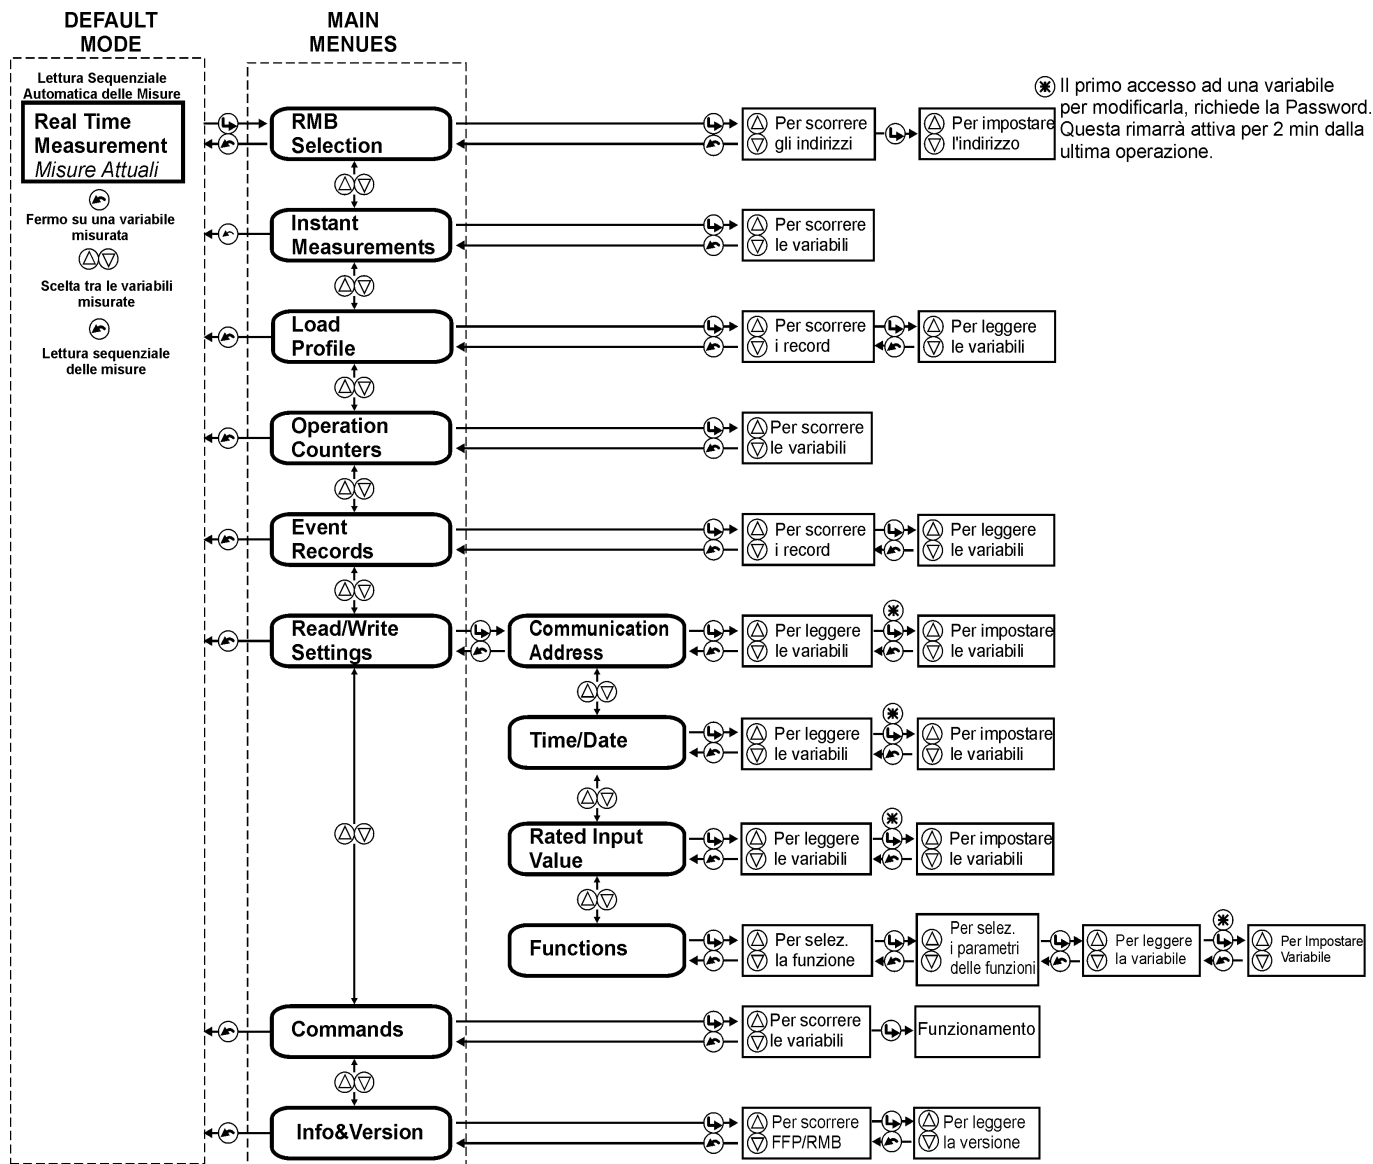 DEFAULT
MODE
MAIN
MENUES
Lettura Sequenziale
Automatica delle Misure
Real Time
Measurement
Misure Attuali
Fermo su una variabile
misurata
Scelta tra le variabili
misurate
Lettura sequenziale
delle misure
Il primo accesso ad una variabile
per modificarla, richiede la Password.
Questa rimarrà attiva per 2 min dalla
ultima operazione.
RMB
Selection
Per scorrere
gli indirizzi
Per impostare
l'indirizzo
Instant
Measurements
Per scorrere
le variabili
Load
Profile
Per scorrere
i record
Per leggere
le variabili
Operation
Counters
Per scorrere
le variabili
Event
Records
Per scorrere
i record
Per leggere
le variabili
Read/Write
Settings
Communication
Address
Per leggere
le variabili
Per impostare
le variabili
Time/Date
Per leggere
le variabili
Per impostare
le variabili
Rated Input
Value
Per leggere
le variabili
Per impostare
le variabili
Functions
Per selez.
la funzione
Per selez.
i parametri
delle funzioni
Per leggere
la variabile
Per Impostare
Variabile
Commands
Per scorrere
le variabili
Funzionamento
Info&Version
Per scorrere
FFP/RMB
Per leggere
la versione